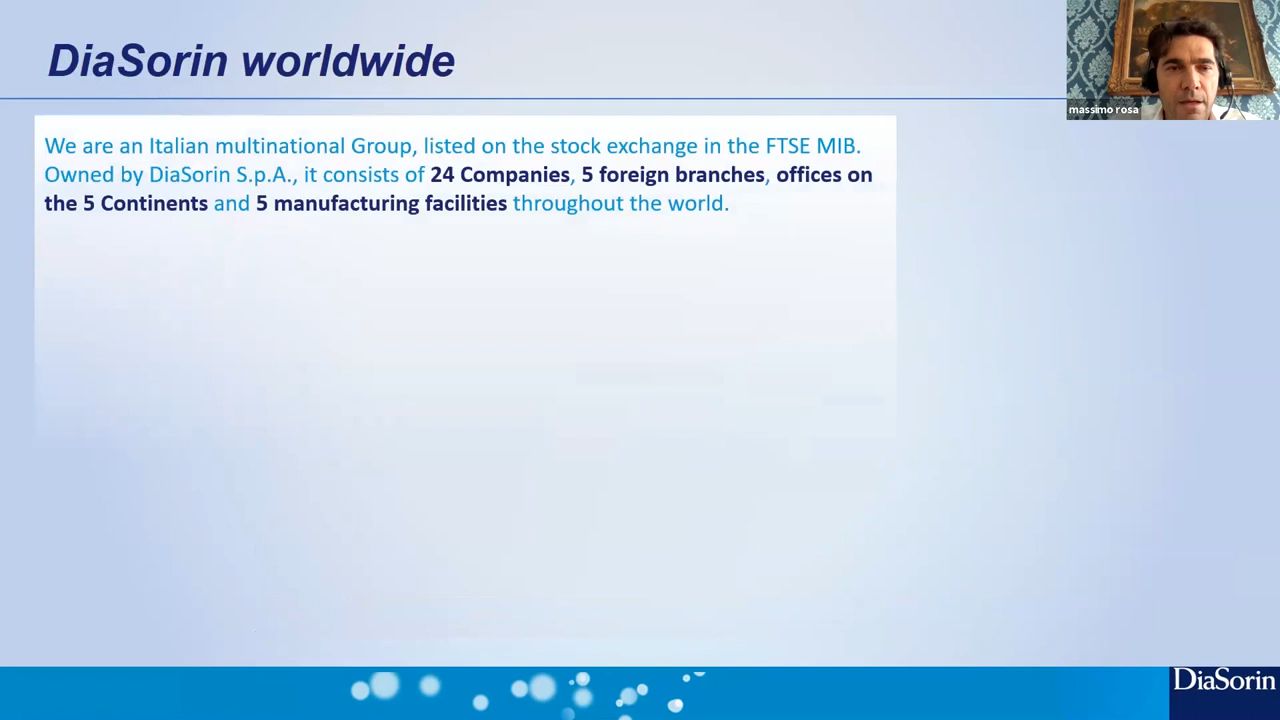 DiaSorin worldwide
massimo rosa
We are an Italian multinational Group, listed on the stock exchange in the FTSE MIB.
Owned by DiaSorin S.p.A., it consists of 24 Companies, 5 foreign branches, offices on
the 5 Continents and 5 manufacturing facilities throughout the world.
DiaSorin